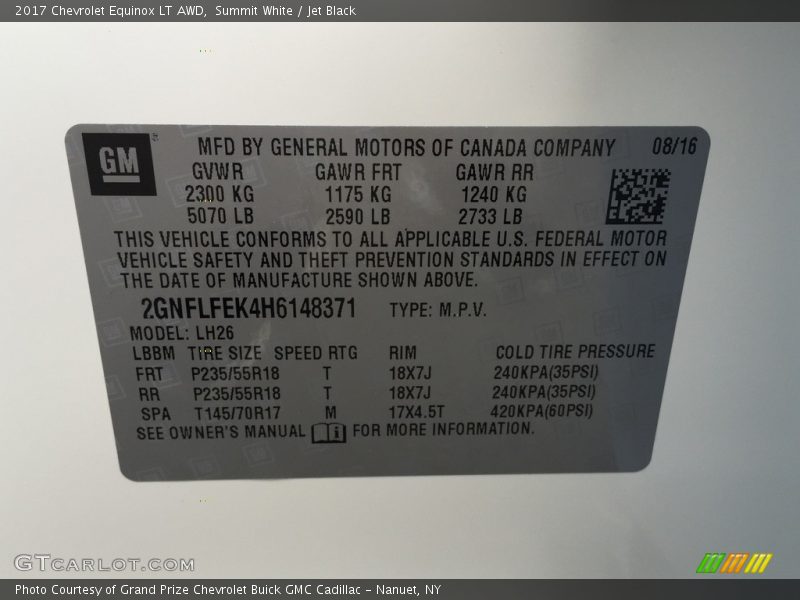 2017 Chevrolet Equinox LT AWD, Summit White / Jet Black
GM
MFD BY GENERAL MOTORS OF CANADA COMPANY 08/16
GVWR GAWR FRT GAWR RR
2300 KG 1175 KG 1240 KG
5070 LB 2590 LB 2733 LB
THIS VEHICLE CONFORMS TO ALL APPLICABLE U.S. FEDERAL MOTOR
VEHICLE SAFETY AND THEFT PREVENTION STANDARDS IN EFFECT ON
THE DATE OF MANUFACTURE SHOWN ABOVE.
2GNFLFEK4H6148371 TYPE: M.P.V.
MODEL: LH26
LBBM TIRE SIZE SPEED RTG RIM COLD TIRE PRESSURE
FRT P235/55R18 T 18X7J 240KPA(35PSI)
RR P235/55R18 T 18X7J 240KPA(35PSI)
SPA T145/70R17 M 17X4.5T 420KPA(60PSI)
SEE OWNER'S MANUAL i FOR MORE INFORMATION.
GTCARLOT.COM
Photo Courtesy of Grand Prize Chevrolet Buick GMC Cadillac - Nanuet, NY